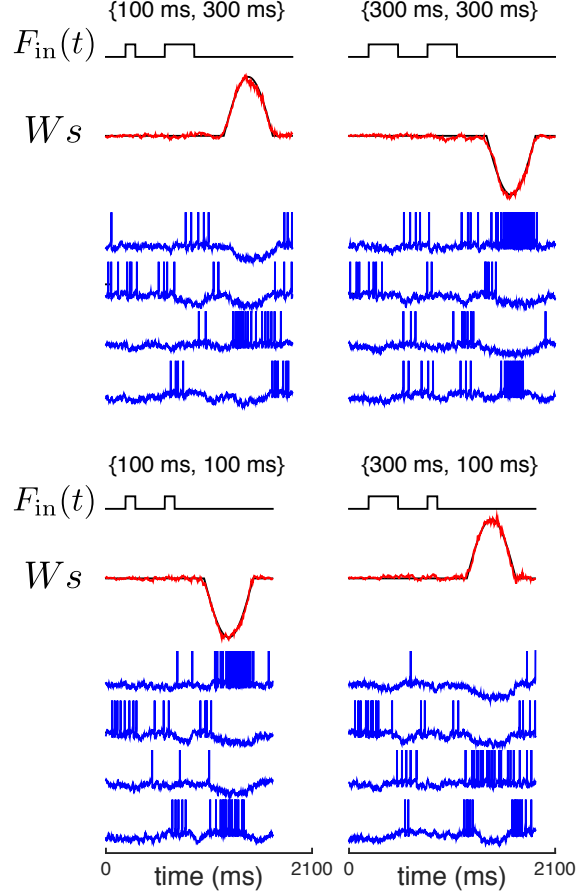 {100 ms, 300 ms} {300 ms, 300 ms}
F_in(t)
Ws
{100 ms, 100 ms} {300 ms, 100 ms}
F_in(t)
Ws
0 2100 0 2100
time (ms) time (ms)